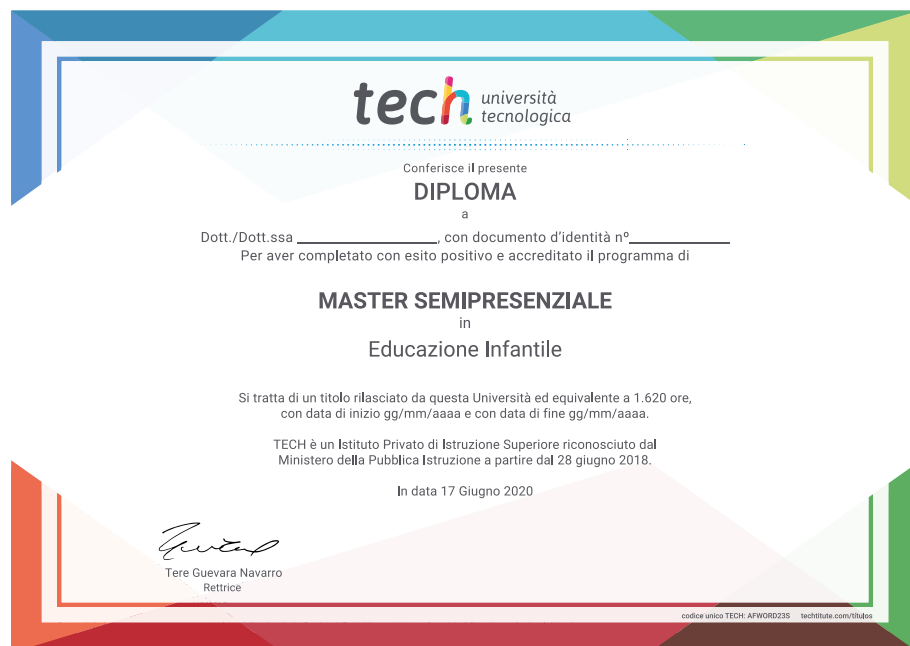 tech università
tecnologica
Conferisce il presente
DIPLOMA
a
Dott./Dott.ssa ____________________, con documento d'identità nº______________
Per aver completato con esito positivo e accreditato il programma di
MASTER SEMIPRESENZIALE
in
Educazione Infantile
Si tratta di un titolo rilasciato da questa Università ed equivalente a 1.620 ore,
con data di inizio gg/mm/aaaa e con data di fine gg/mm/aaaa.
TECH è un Istituto Privato di Istruzione Superiore riconosciuto dal
Ministero della Pubblica Istruzione a partire dal 28 giugno 2018.
In data 17 Giugno 2020
Tere Guevara Navarro
Rettrice
codice unico TECH: AFWORD23S techtitute.com/titulos